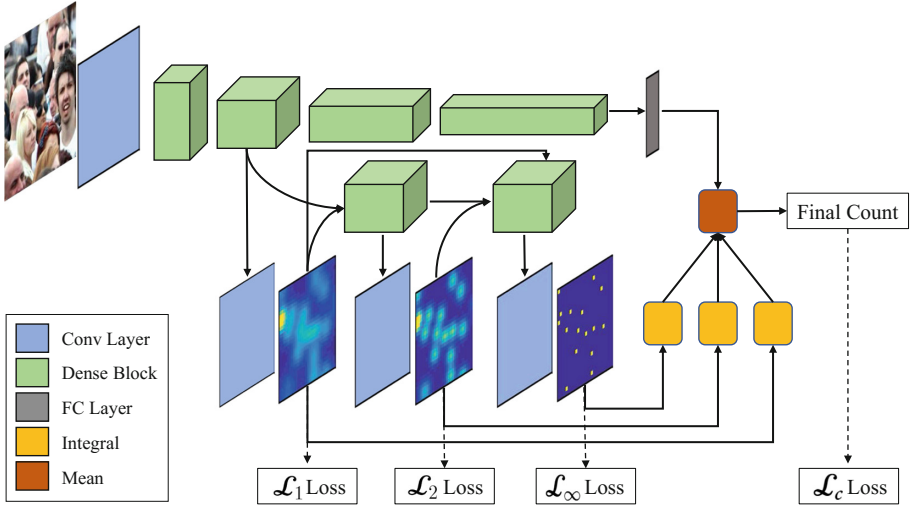 Final Count
Conv Layer
Dense Block
FC Layer
Integral
Mean
ℒ₁ Loss
ℒ₂ Loss
ℒ∞ Loss
ℒc Loss